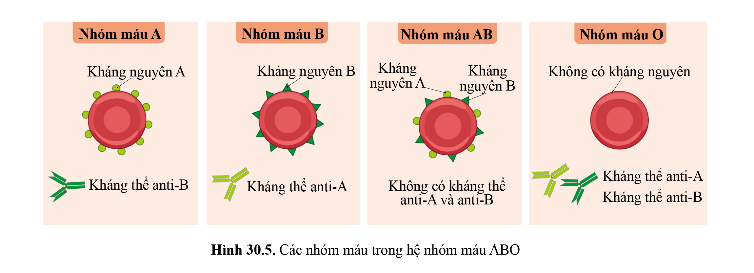 Nhóm máu A
Kháng nguyên A
Kháng thể anti-B
Nhóm máu B
Kháng nguyên B
Kháng thể anti-A
Nhóm máu AB
Kháng
nguyên A
Kháng
nguyên B
Không có kháng thể
anti-A và anti-B
Nhóm máu O
Không có kháng nguyên
Kháng thể anti-A
Kháng thể anti-B
Hình 30.5. Các nhóm máu trong hệ nhóm máu ABO